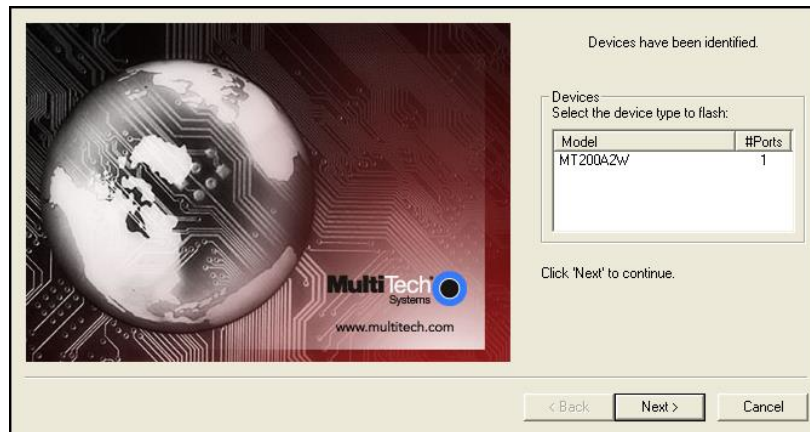 Devices have been identified.
Devices
Select the device type to flash:
Model #Ports
MT200A2W 1
Click 'Next' to continue.
MultiTech
Systems
www.multitech.com
< Back Next > Cancel